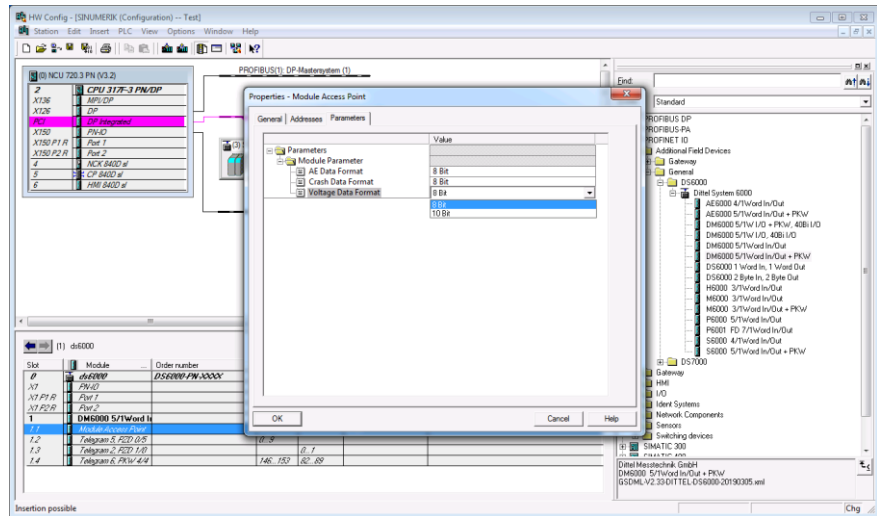 HW Config - [SINUMERIK (Configuration) -- Test]
Station Edit Insert PLC View Options Window Help
(0) NCU 720.3 PN (V3.2)
2 CPU 317F-3 PN/DP
X136 MPI/DP
X126 DP
PCI DP Integrated
X150 PN-IO
X150 P1 R Port 1
X150 P2 R Port 2
4 NCK 840D sl
5 CP 840D sl
6 HMI 840D sl
PROFIBUS(1): DP-Mastersystem (1)
(3)
Properties - Module Access Point
General Addresses Parameters
Value
Parameters
Module Parameter
AE Data Format 8 Bit
Crash Data Format 8 Bit
Voltage Data Format 8 Bit
8 Bit
10 Bit
OK Cancel Help
Find:
Standard
PROFIBUS DP
PROFIBUS-PA
PROFINET IO
Additional Field Devices
Gateway
General
DS6000
Dittel System 6000
AE6000 4/1Word In/Out
AE6000 5/1Word In/Out + PKW
DM6000 5/1W I/O + PKW, 40Bi I/O
DM6000 5/1W I/O, 40Bi I/O
DM6000 5/1Word In/Out
DM6000 5/1Word In/Out + PKW
DS6000 1 Word In, 1 Word Out
DS6000 2 Byte In, 2 Byte Out
H6000 3/1Word In/Out
M6000 3/1Word In/Out
M6000 3/1Word In/Out + PKW
P6000 5/1Word In/Out
P6001 FD 7/1Word In/Out
S6000 4/1Word In/Out
S6000 5/1Word In/Out + PKW
DS7000
Gateway
HMI
I/O
Ident Systems
Network Components
Sensors
Switching devices
SIMATIC 300
Dittel Messtechnik GmbH
DM6000 5/1Word In/Out + PKW
GSDML-V2.33-DITTEL-DS6000-20190305.xml
(1) ds6000
Slot Module ... Order number
0 ds6000 DS6000-PN-XXXX
X1 PN-IO
X1 P1 R Port 1
X1 P2 R Port 2
1 DM6000 5/1Word
1.1 Module Access Point
1.2 Telegram 5, PZD 0/5 0...9
1.3 Telegram 2, PZD 1/0 0...1
1.4 Telegram 6, PKW 4/4 146...153 82...89
Insertion possible
Chg